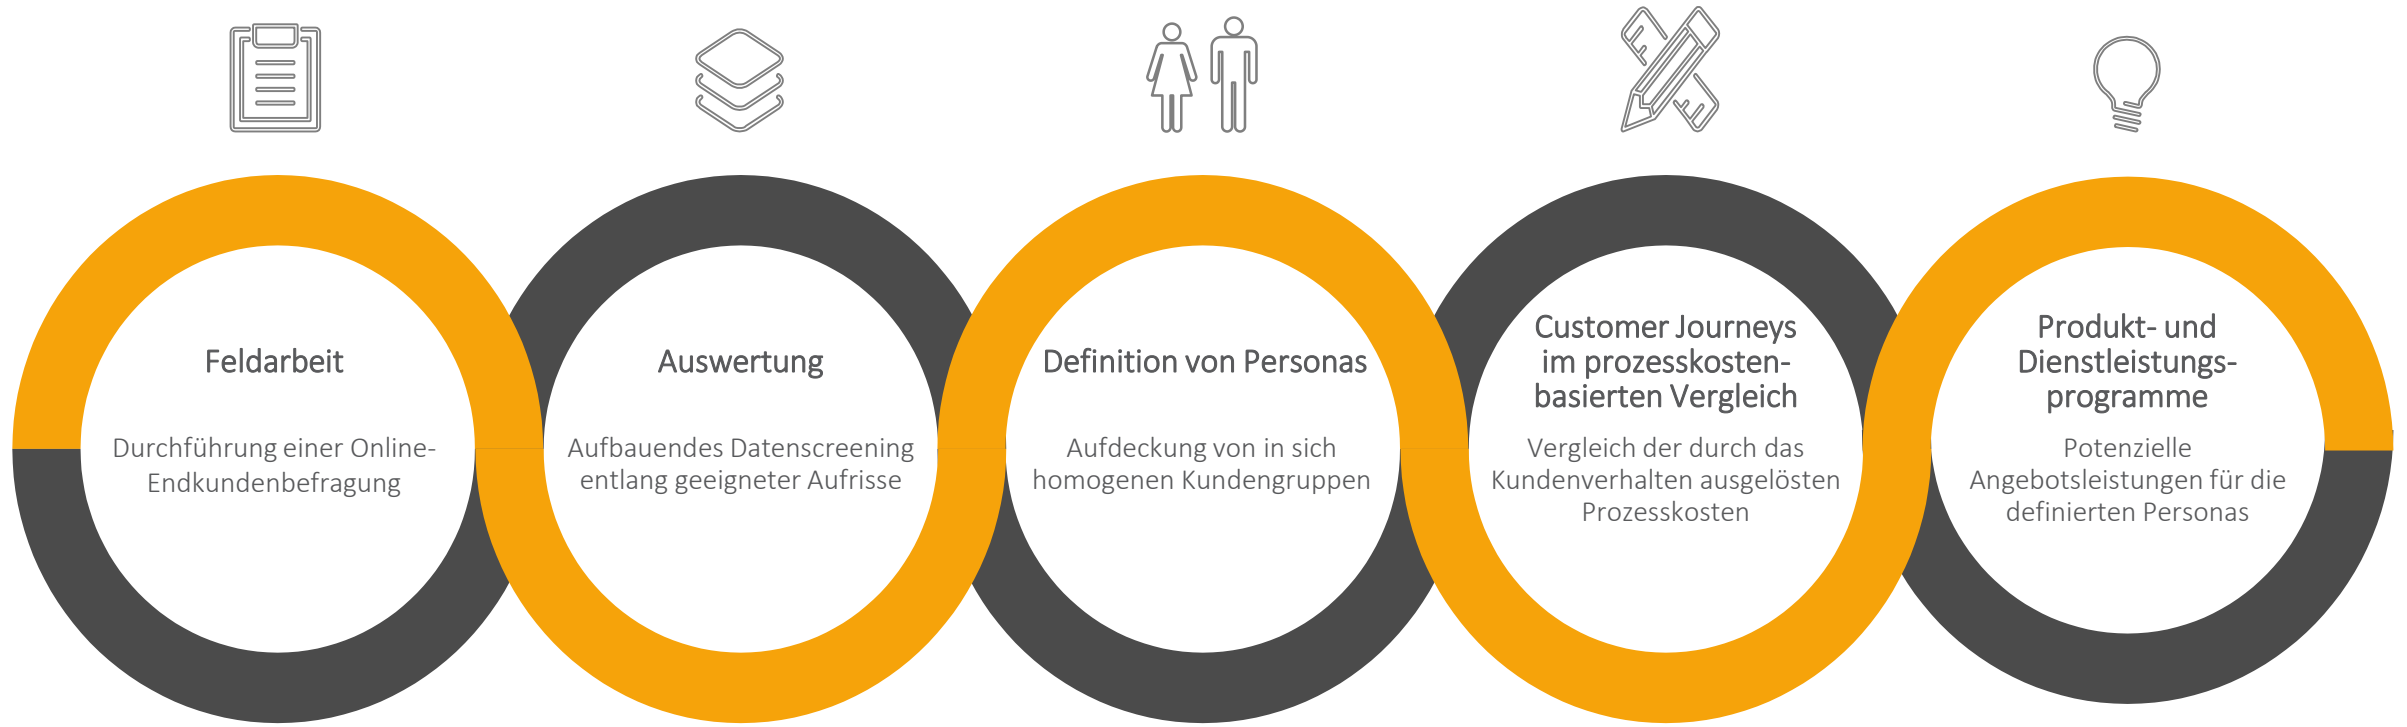 Feldarbeit
Durchführung einer Online-
Endkundenbefragung
Auswertung
Aufbauendes Datenscreening
entlang geeigneter Aufrisse
Definition von Personas
Aufdeckung von in sich
homogenen Kundengruppen
Customer Journeys
im prozesskosten-
basierten Vergleich
Vergleich der durch das
Kundenverhalten ausgelösten
Prozesskosten
Produkt- und
Dienstleistungs-
programme
Potenzielle
Angebotsleistungen für die
definierten Personas